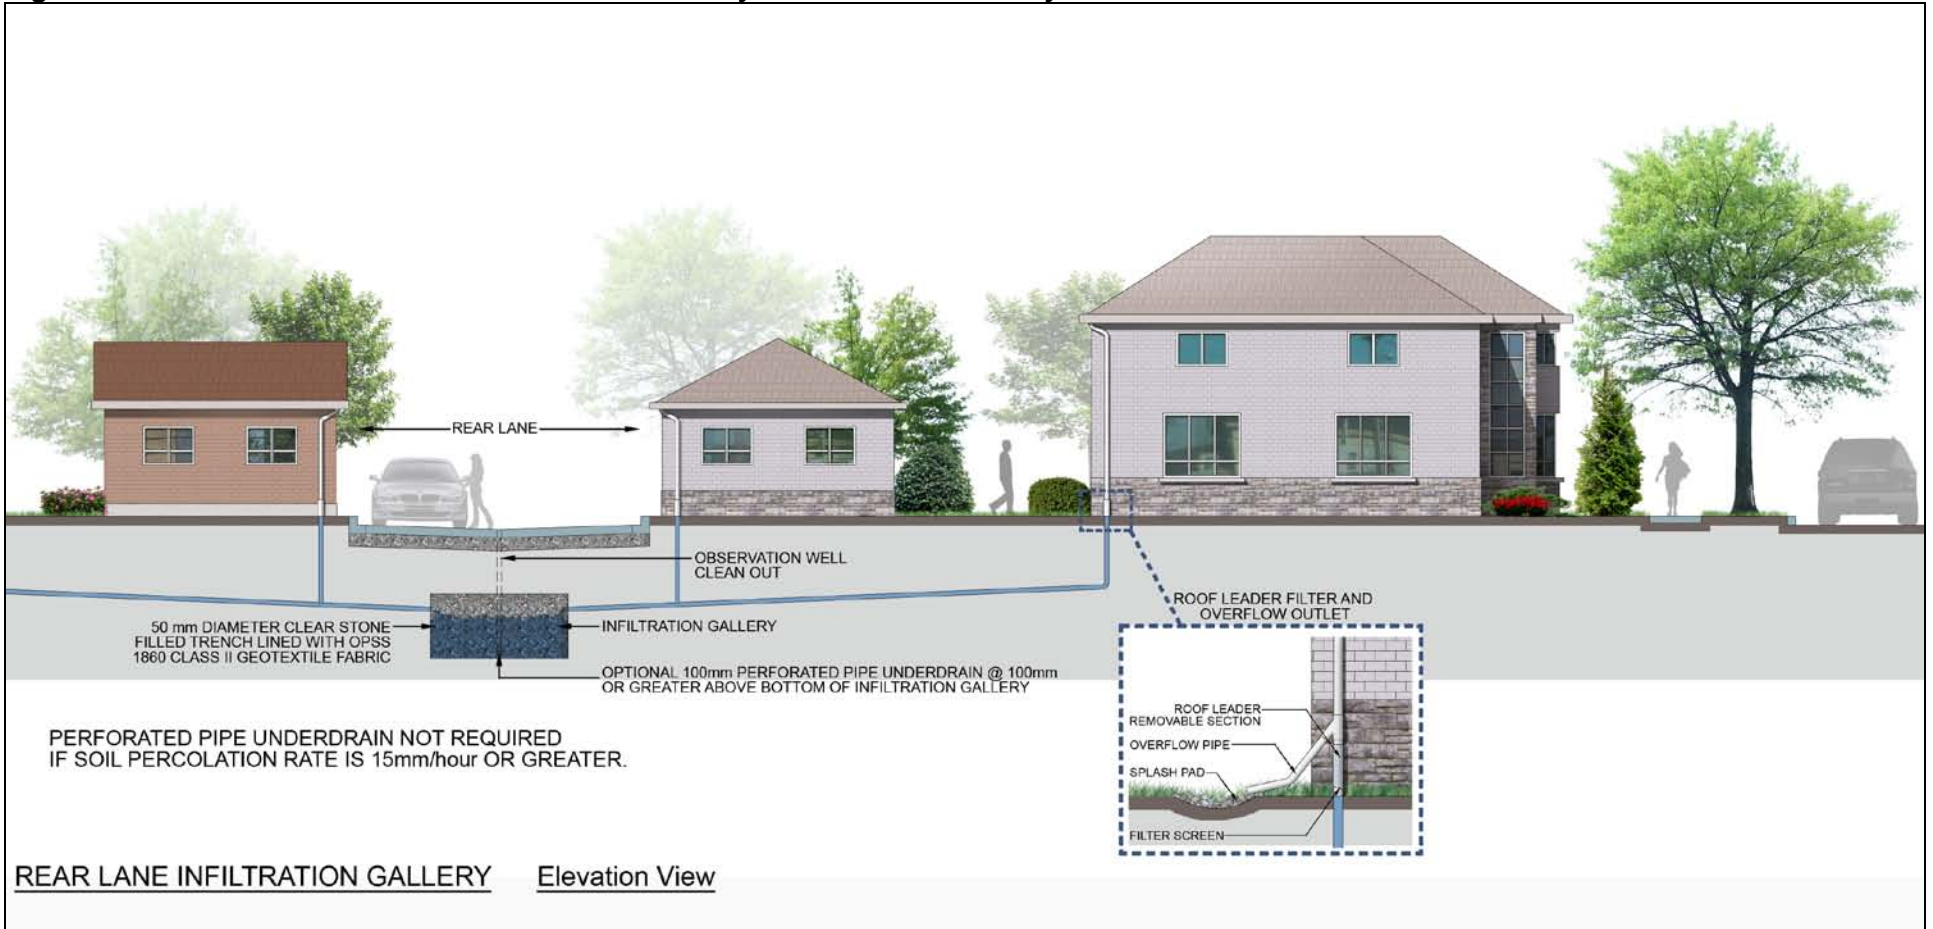 REAR LANE
OBSERVATION WELL
CLEAN OUT
50 mm DIAMETER CLEAR STONE
FILLED TRENCH LINED WITH OPSS
1860 CLASS II GEOTEXTILE FABRIC
INFILTRATION GALLERY
OPTIONAL 100mm PERFORATED PIPE UNDERDRAIN @ 100mm
OR GREATER ABOVE BOTTOM OF INFILTRATION GALLERY
ROOF LEADER FILTER AND
OVERFLOW OUTLET
ROOF LEADER
REMOVABLE SECTION
OVERFLOW PIPE
SPLASH PAD
FILTER SCREEN
PERFORATED PIPE UNDERDRAIN NOT REQUIRED
IF SOIL PERCOLATION RATE IS 15mm/hour OR GREATER.
REAR LANE INFILTRATION GALLERY Elevation View